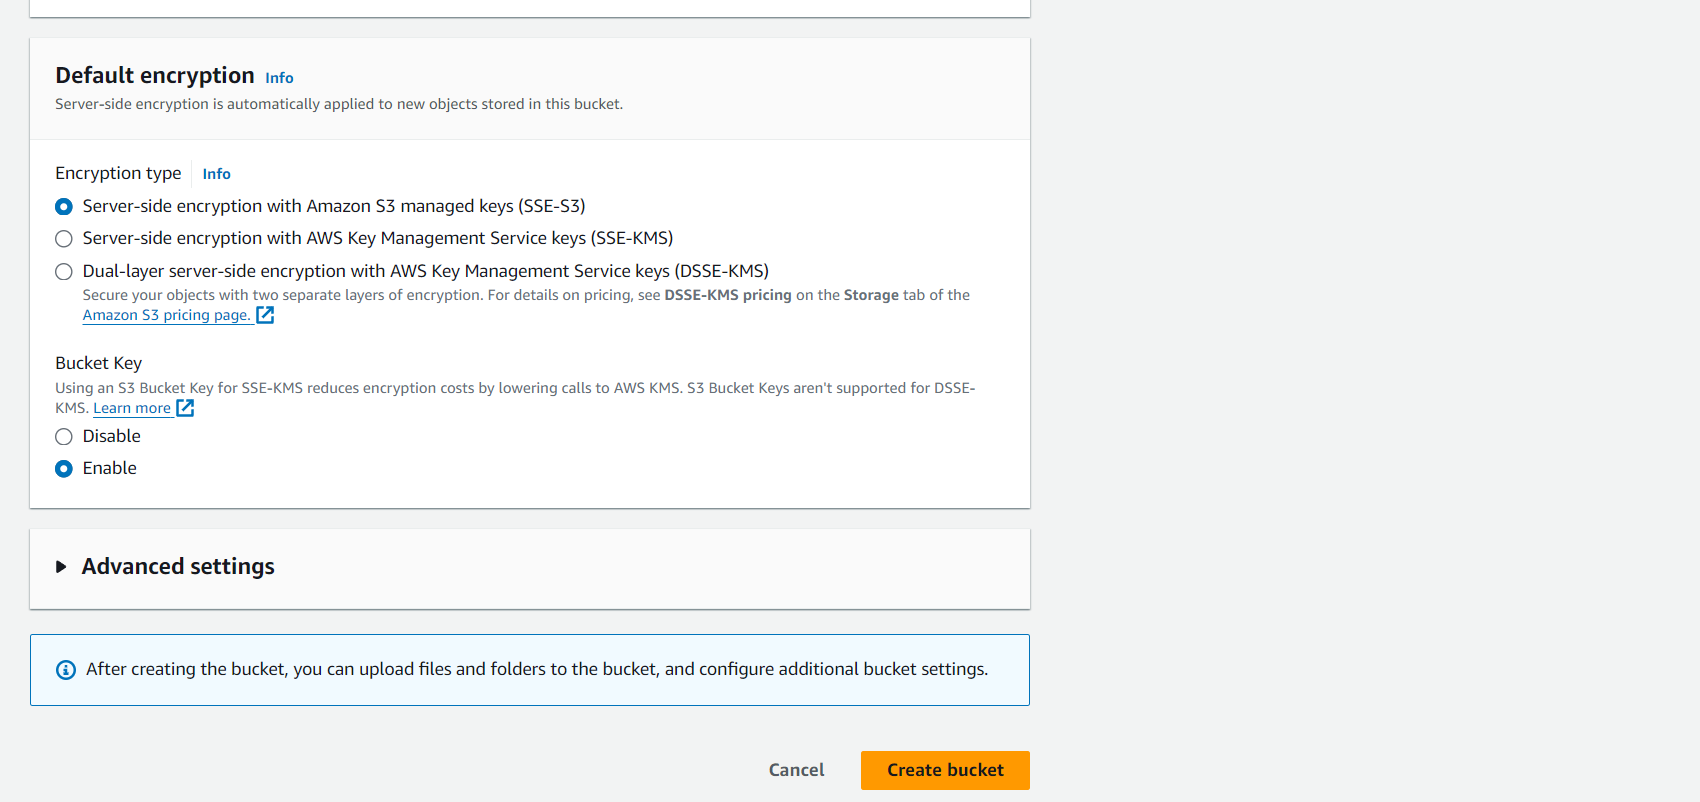 Default encryption Info
Server-side encryption is automatically applied to new objects stored in this bucket.
Encryption type Info
Server-side encryption with Amazon S3 managed keys (SSE-S3)
Server-side encryption with AWS Key Management Service keys (SSE-KMS)
Dual-layer server-side encryption with AWS Key Management Service keys (DSSE-KMS)
Secure your objects with two separate layers of encryption. For details on pricing, see DSSE-KMS pricing on the Storage tab of the
Amazon S3 pricing page.
Bucket Key
Using an S3 Bucket Key for SSE-KMS reduces encryption costs by lowering calls to AWS KMS. S3 Bucket Keys aren't supported for DSSE-
KMS. Learn more
Disable
Enable
Advanced settings
After creating the bucket, you can upload files and folders to the bucket, and configure additional bucket settings.
Cancel Create bucket